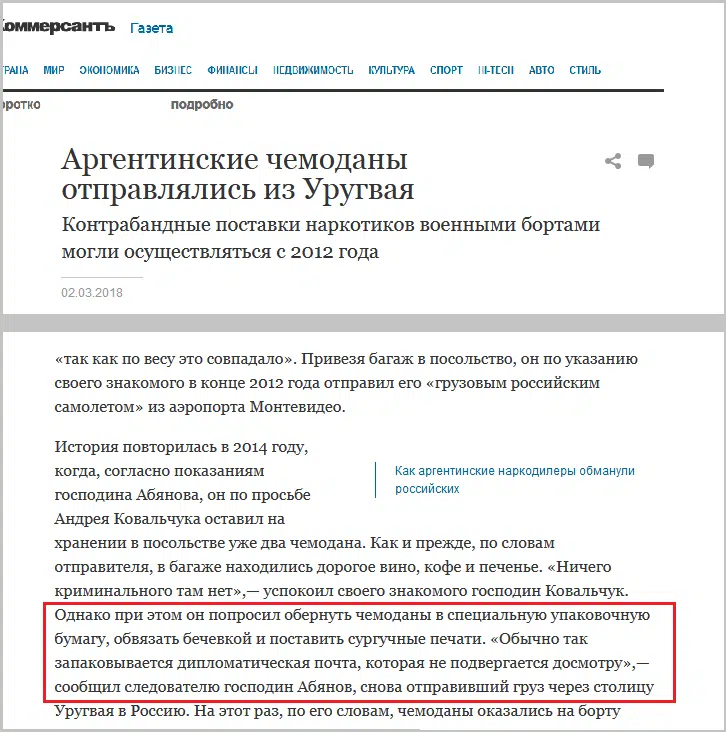 Коммерсантъ Газета
ТРАНА МИР ЭКОНОМИКА БИЗНЕС ФИНАНСЫ НЕДВИЖИМОСТЬ КУЛЬТУРА СПОРТ HI-TECH АВТО СТИЛЬ
оротко подробно
Аргентинские чемоданы
отправлялись из Уругвая
Контрабандные поставки наркотиков военными бортами
могли осуществляться с 2012 года
02.03.2018
«так как по весу это совпадало». Привезя багаж в посольство, он по указанию
своего знакомого в конце 2012 года отправил его «грузовым российским
самолетом» из аэропорта Монтевидео.
История повторилась в 2014 году,
когда, согласно показаниям
господина Абянова, он по просьбе
Андрея Ковальчука оставил на
Как аргентинские наркодилеры обманули
российских
хранении в посольстве уже два чемодана. Как и прежде, по словам
отправителя, в багаже находились дорогое вино, кофе и печенье. «Ничего
криминального там нет»,— успокоил своего знакомого господин Ковальчук.
Однако при этом он попросил обернуть чемоданы в специальную упаковочную
бумагу, обвязать бечевкой и поставить сургучные печати. «Обычно так
запаковывается дипломатическая почта, которая не подвергается досмотру»,—
сообщил следователю господин Абянов, снова отправивший груз через столицу
Уругвая в Россию. На этот раз, по его словам, чемоданы оказались на борту